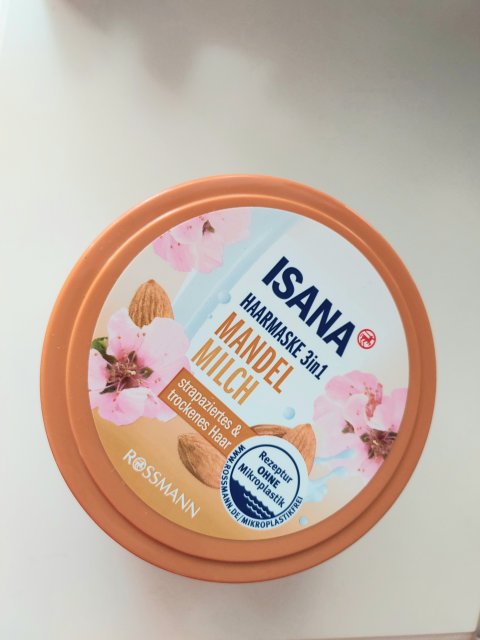 ISANA
HAARMASKE 3in1
MANDEL
MILCH
strapaziertes &
trockenes Haar
Rezeptur
OHNE
Mikroplastik
WWW.ROSSMANN.DE/MIKROPLASTIKFREI
ROSSMANN